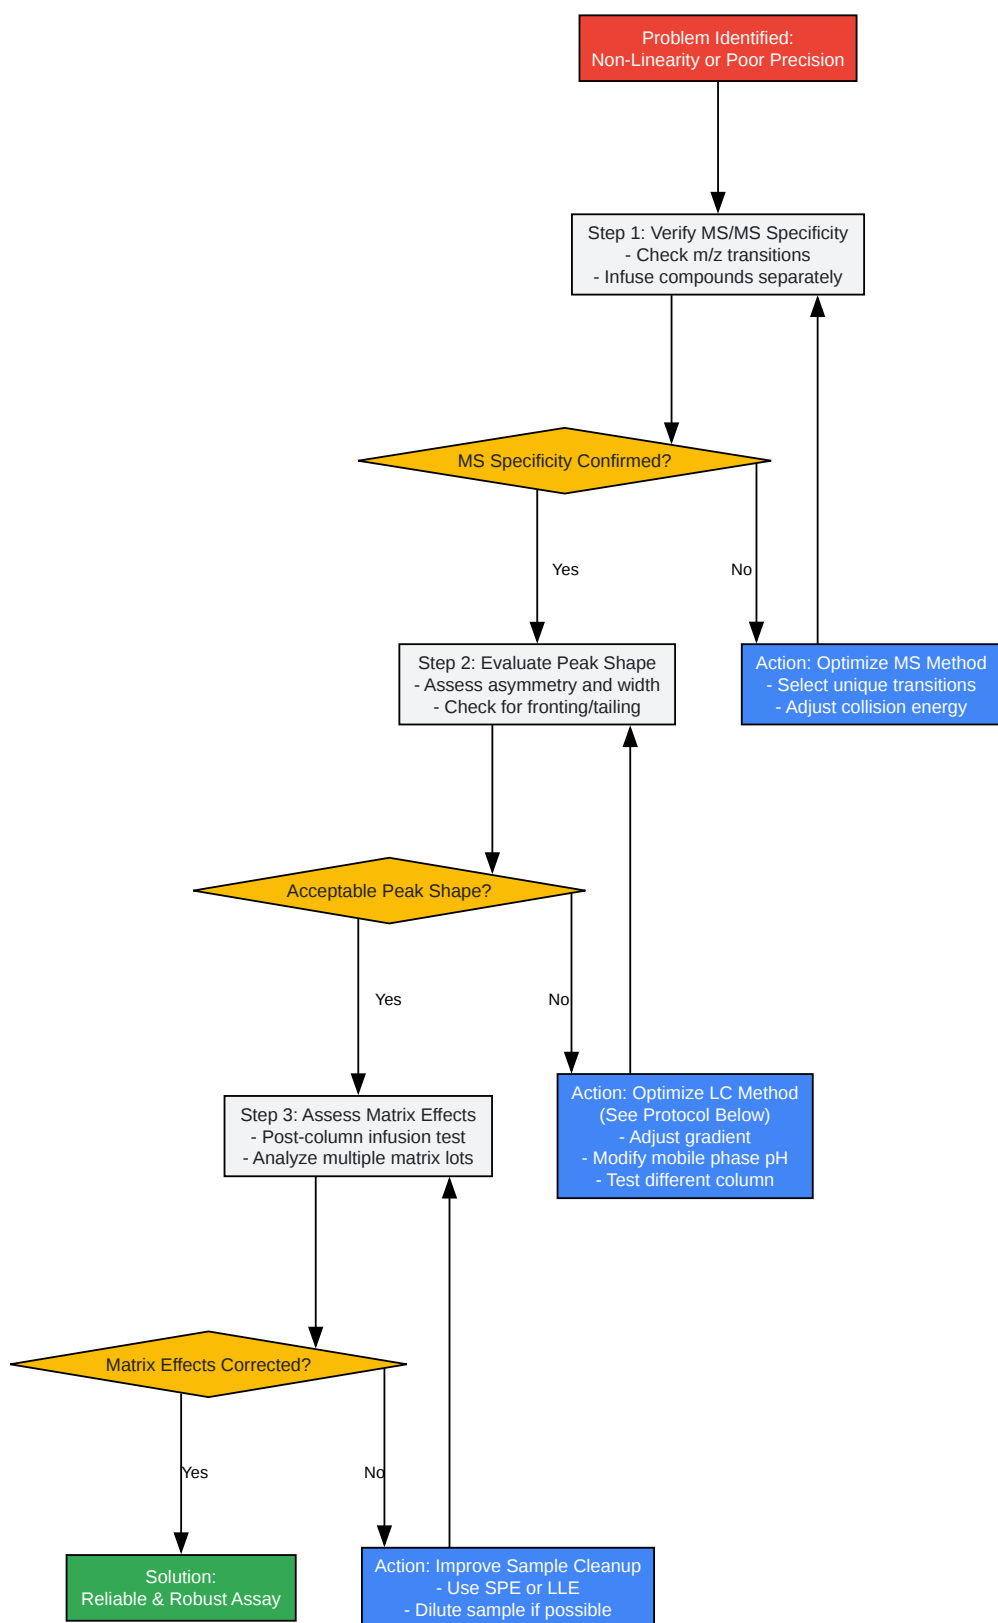 Problem Identified:
Non-Linearity or Poor Precision
Step 1: Verify MS/MS Specificity
- Check m/z transitions
- Infuse compounds separately
MS Specificity Confirmed?
Yes
No
Step 2: Evaluate Peak Shape
- Assess asymmetry and width
- Check for fronting/tailing
Action: Optimize MS Method
- Select unique transitions
- Adjust collision energy
Acceptable Peak Shape?
Yes
No
Step 3: Assess Matrix Effects
- Post-column infusion test
- Analyze multiple matrix lots
Action: Optimize LC Method
(See Protocol Below)
- Adjust gradient
- Modify mobile phase pH
- Test different column
Matrix Effects Corrected?
Yes
No
Solution:
Reliable & Robust Assay
Action: Improve Sample Cleanup
- Use SPE or LLE
- Dilute sample if possible